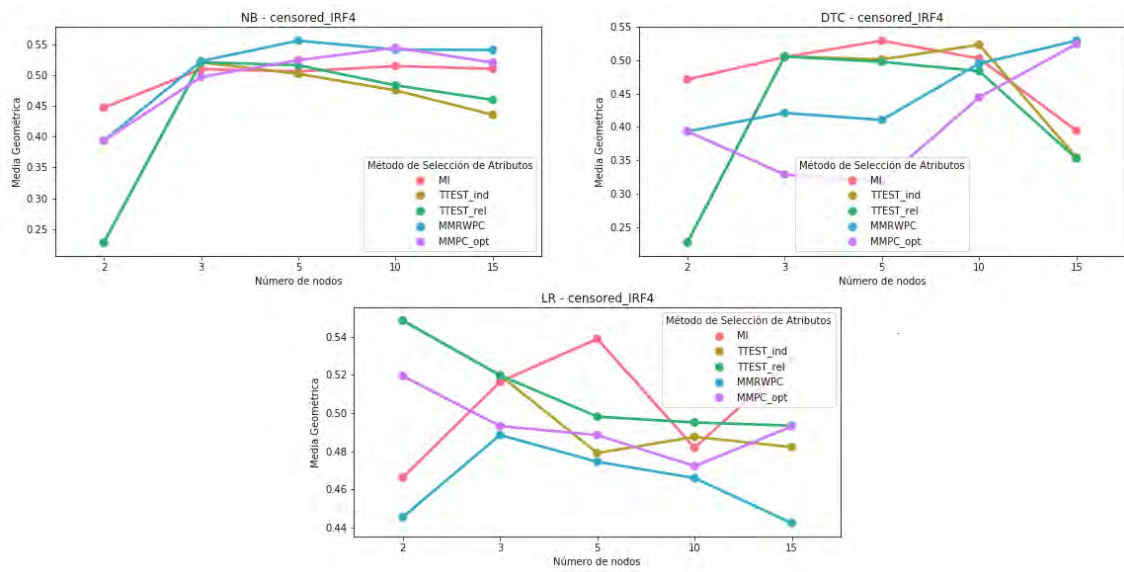 NB - censored_IRF4
Media Geométrica
0.55
0.50
0.45
0.40
0.35
0.30
0.25
Método de Selección de Atributos
MI
TTEST_ind
TTEST_rel
MMRWPC
MMPC_opt
2 3 5 10 15
Número de nodos
DTC - censored_IRF4
Media Geométrica
0.55
0.50
0.45
0.40
0.35
0.30
0.25
Método de Selección de Atributos
MI
TTEST_ind
TTEST_rel
MMRWPC
MMPC_opt
2 3 5 10 15
Número de nodos
LR - censored_IRF4
Media Geométrica
0.54
0.52
0.50
0.48
0.46
0.44
Método de Selección de Atributos
MI
TTEST_ind
TTEST_rel
MMRWPC
MMPC_opt
2 3 5 10 15
Número de nodos